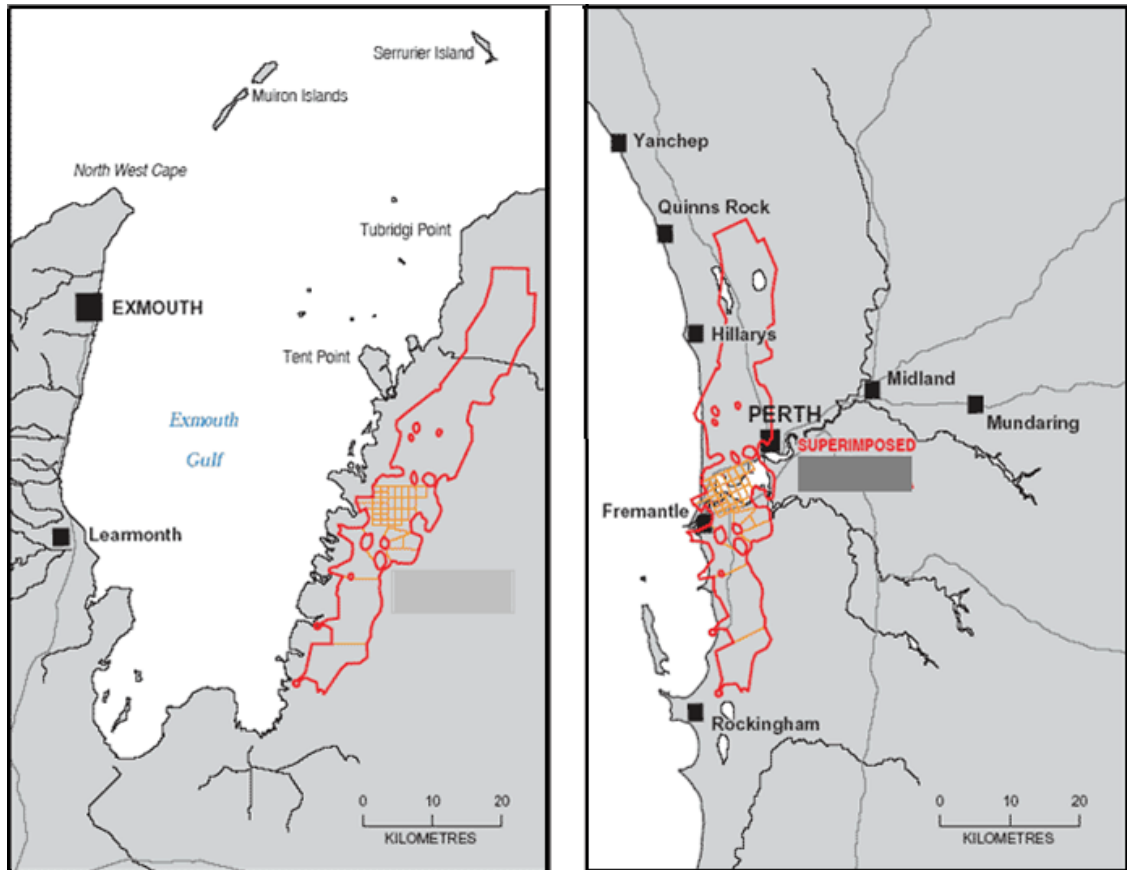 Serrurier Island
Muiron Islands
North West Cape
Tubridgi Point
EXMOUTH
Tent Point
Exmouth
Gulf
Learmonth
0 10 20
KILOMETRES
Yanchep
Quinns Rock
Hillarys
Midland
PERTH
Mundaring
SUPERIMPOSED
Fremantle
Rockingham
0 10 20
KILOMETRES